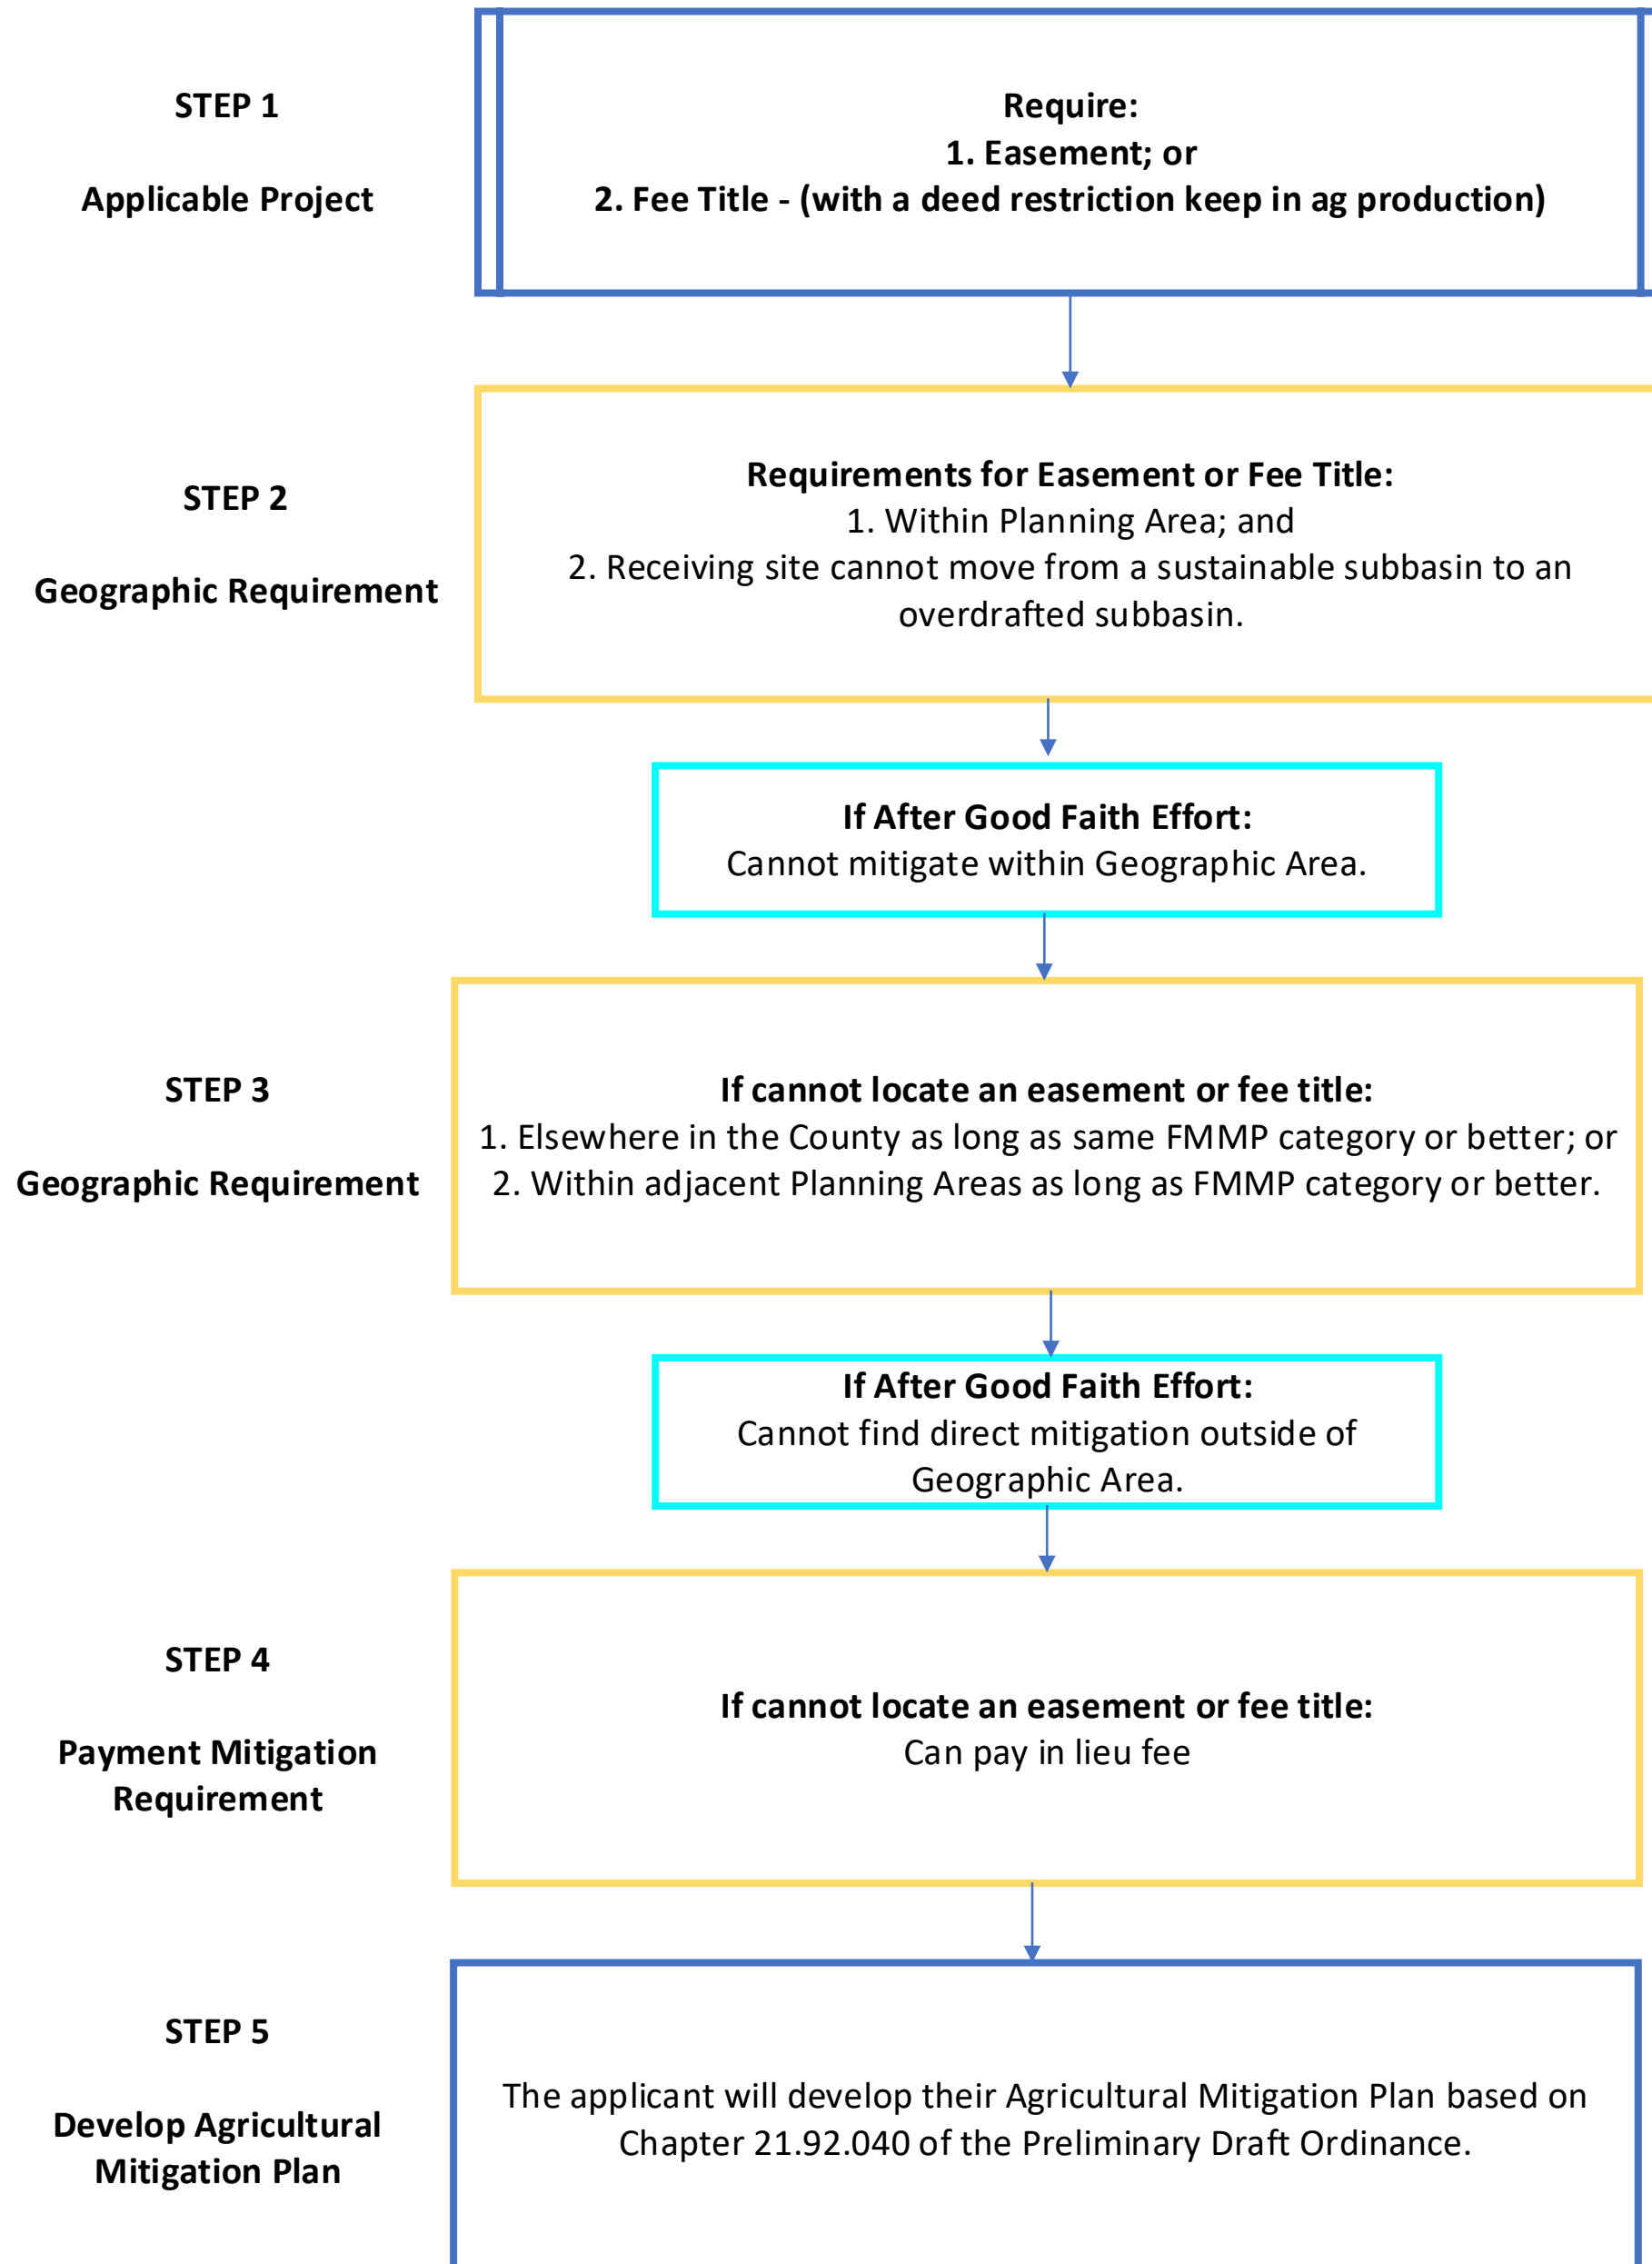 STEP 1
Applicable Project
Require:
1. Easement; or
2. Fee Title - (with a deed restriction keep in ag production)
STEP 2
Geographic Requirement
Requirements for Easement or Fee Title:
1. Within Planning Area; and
2. Receiving site cannot move from a sustainable subbasin to an
overdrafted subbasin.
If After Good Faith Effort:
Cannot mitigate within Geographic Area.
STEP 3
Geographic Requirement
If cannot locate an easement or fee title:
1. Elsewhere in the County as long as same FMMP category or better; or
2. Within adjacent Planning Areas as long as FMMP category or better.
If After Good Faith Effort:
Cannot find direct mitigation outside of
Geographic Area.
STEP 4
Payment Mitigation
Requirement
If cannot locate an easement or fee title:
Can pay in lieu fee
STEP 5
Develop Agricultural
Mitigation Plan
The applicant will develop their Agricultural Mitigation Plan based on
Chapter 21.92.040 of the Preliminary Draft Ordinance.